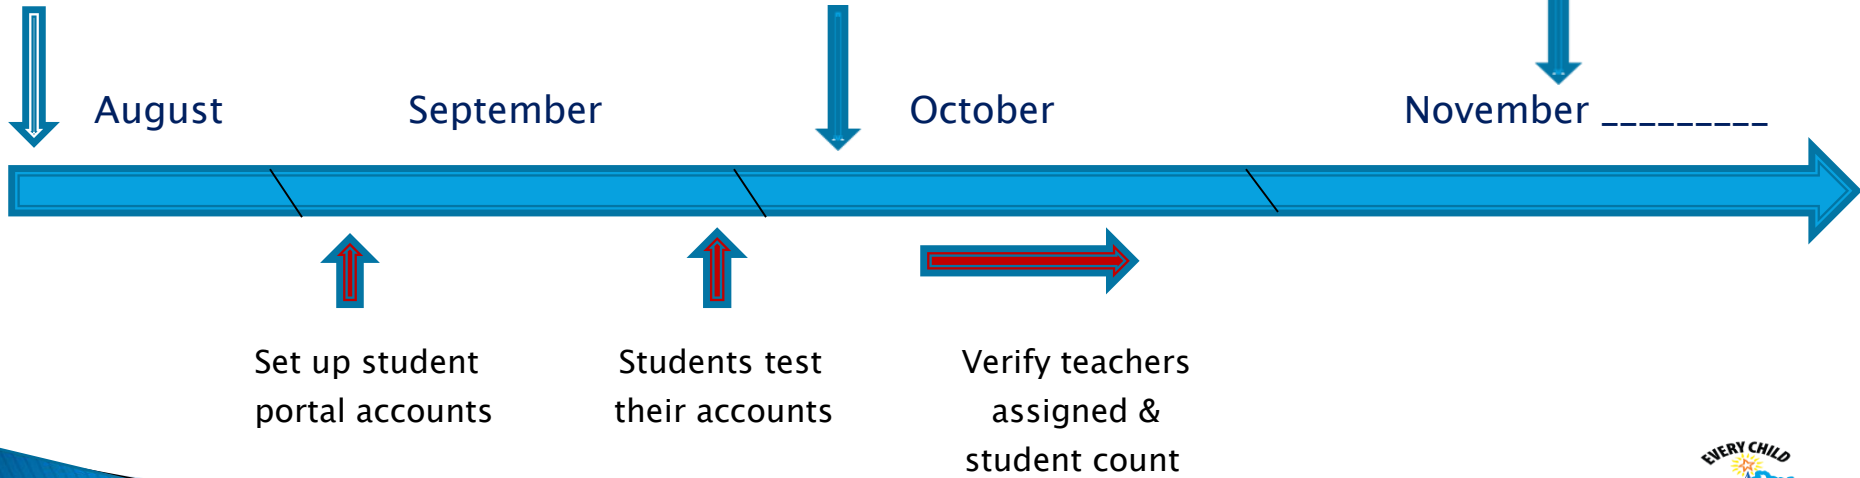 August September October November _________
Set up student
portal accounts
Students test
their accounts
Verify teachers
assigned &
student count
EVERY CHILD